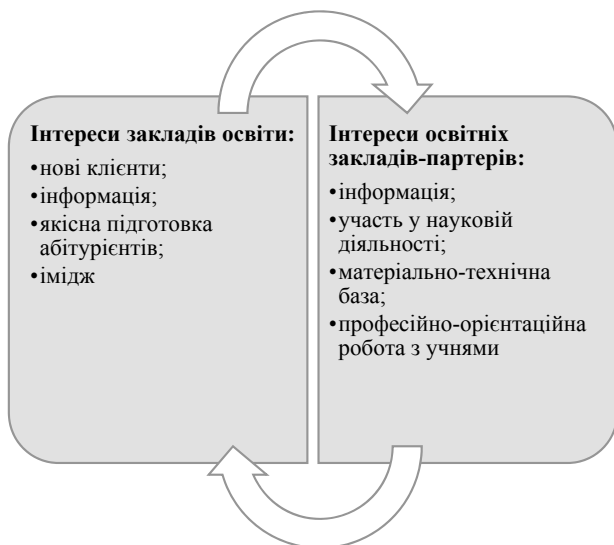 Інтереси закладів освіти:
•нові клієнти;
•інформація;
•якісна підготовка
абітурієнтів;
•імідж
Інтереси освітніх
закладів-партерів:
•інформація;
•участь у науковій
діяльності;
•матеріально-технічна
база;
•професійно-орієнтаційна
робота з учнями